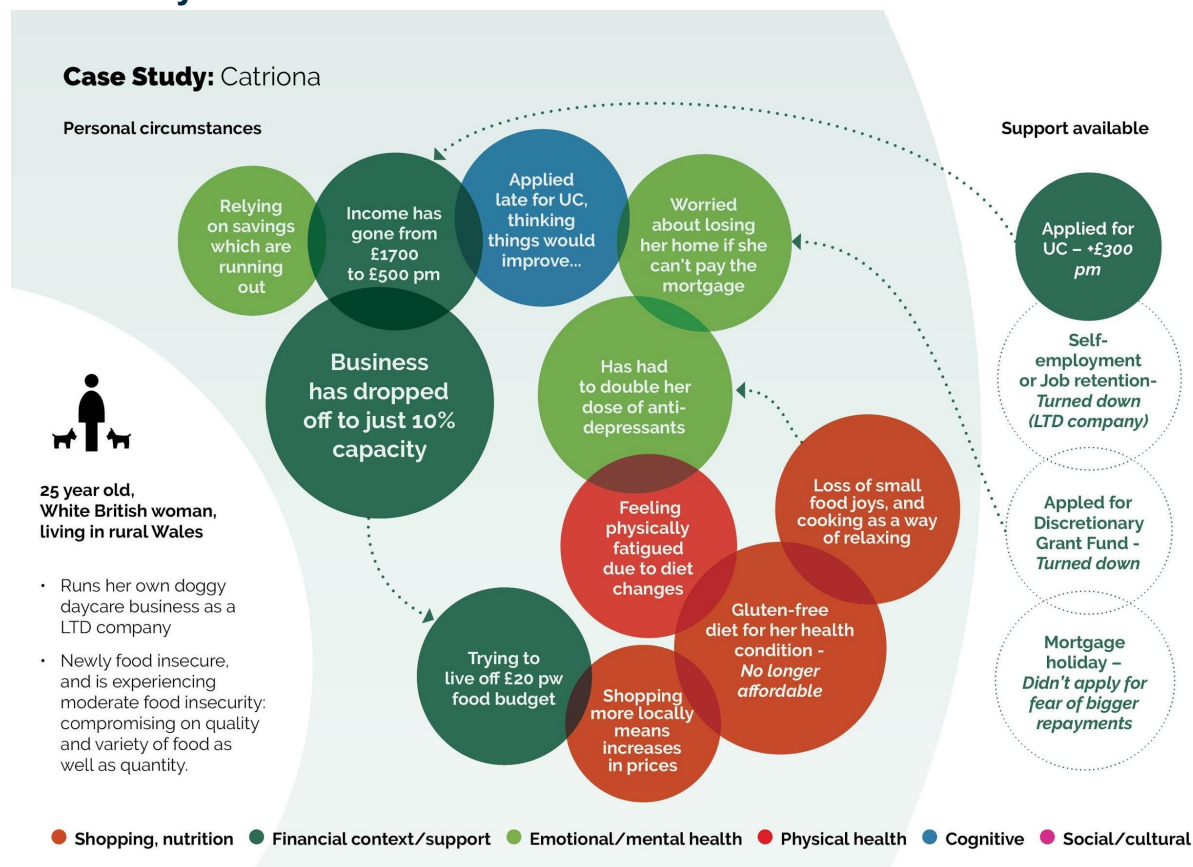 Case Study: Catriona
Personal circumstances
Support available
Relying
on savings
which are
running
out
Income has
gone from
£1700
to £500 pm
Applied
late for UC,
thinking
things would
improve...
Worried
about losing
her home if she
can't pay the
mortgage
Applied for
UC – +£300
pm
Business
has dropped
off to just 10%
capacity
Has had
to double her
dose of anti-
depressants
Self-
employment
or Job retention-
Turned down
(LTD company)
25 year old,
White British woman,
living in rural Wales
• Runs her own doggy
daycare business as a
LTD company
• Newly food insecure,
and is experiencing
moderate food insecurity:
compromising on quality
and variety of food as
well as quantity.
Feeling
physically
fatigued
due to diet
changes
Loss of small
food joys, and
cooking as a way
of relaxing
Appled for
Discretionary
Grant Fund -
Turned down
Trying to
live off £20 pw
food budget
Shopping
more locally
means
increases
in prices
Gluten-free
diet for her health
condition -
No longer
affordable
Mortgage
holiday –
Didn't apply for
fear of bigger
repayments
Shopping, nutrition
Financial context/support
Emotional/mental health
Physical health
Cognitive
Social/cultural